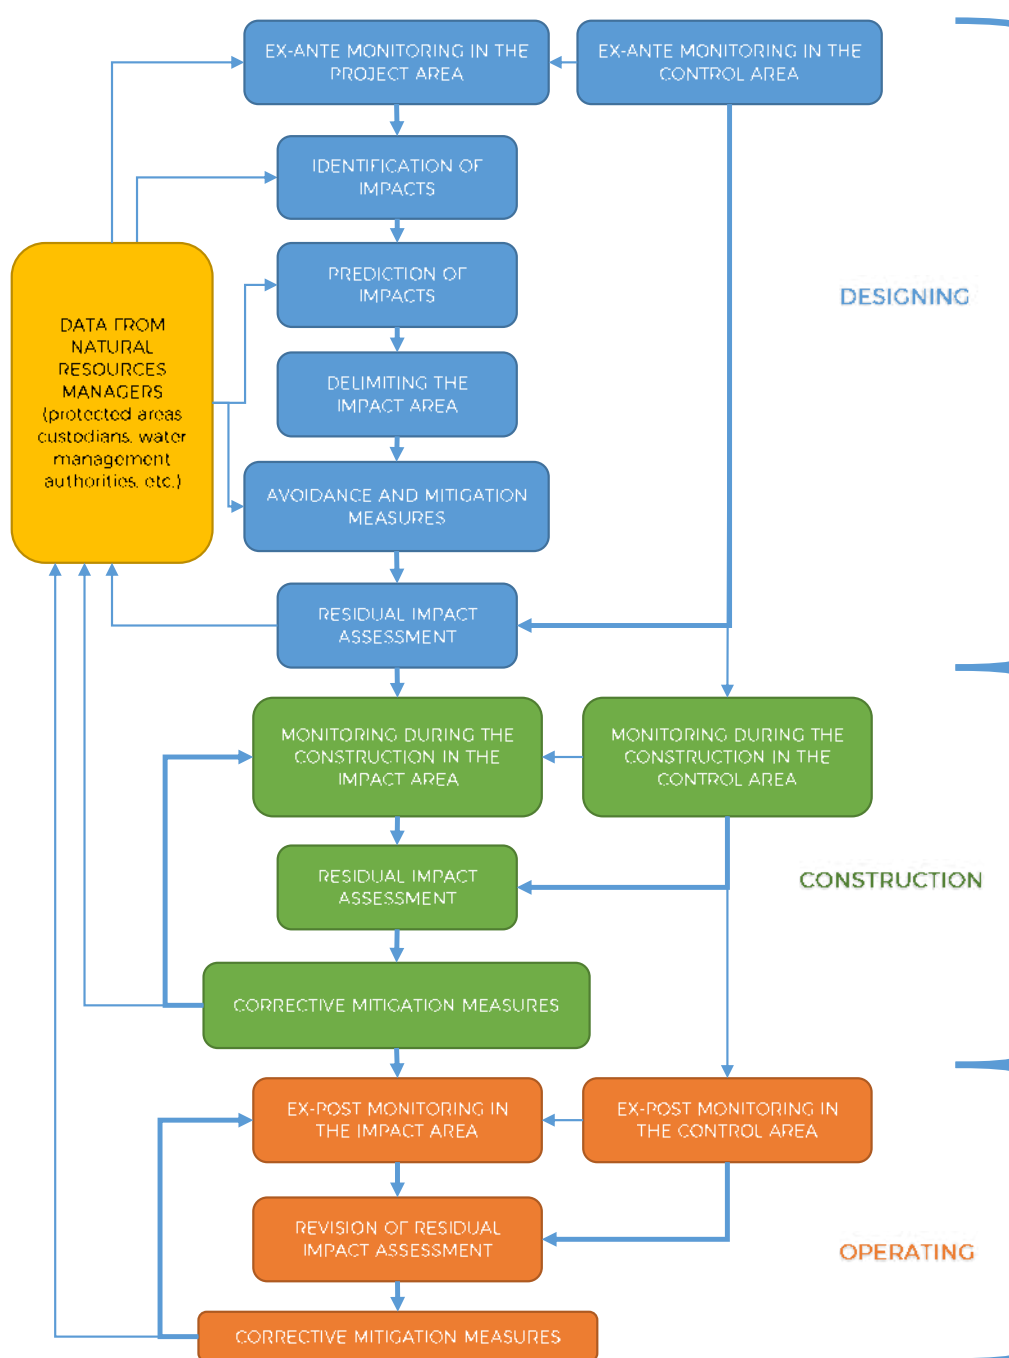 EX-ANTE MONITORING IN THE
PROJECT AREA
EX-ANTE MONITORING IN THE
CONTROL AREA
IDENTIFICATION OF
IMPACTS
PREDICTION OF
IMPACTS
DESIGNING
DATA FROM
NATURAL
RESOURCES
MANAGERS
(protected areas
custodians, water
management
authorities, etc.)
DELIMITING THE
IMPACT AREA
AVOIDANCE AND MITIGATION
MEASURES
RESIDUAL IMPACT
ASSESSMENT
MONITORING DURING THE
CONSTRUCTION IN THE
IMPACT AREA
MONITORING DURING THE
CONSTRUCTION IN THE
CONTROL AREA
RESIDUAL IMPACT
ASSESSMENT
CONSTRUCTION
CORRECTIVE MITIGATION MEASURES
EX-POST MONITORING IN
THE IMPACT AREA
EX-POST MONITORING IN
THE CONTROL AREA
REVISION OF RESIDUAL
IMPACT ASSESSMENT
OPERATING
CORRECTIVE MITIGATION MEASURES